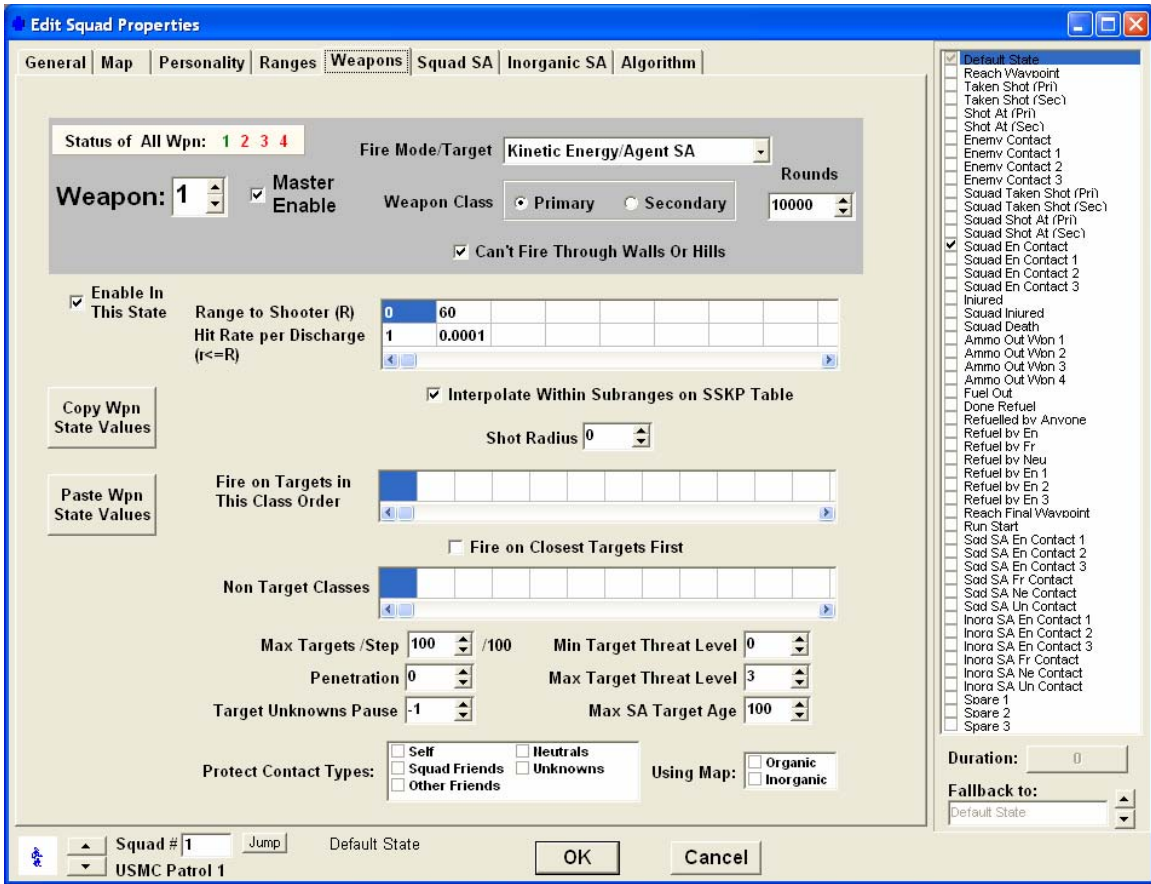 Edit Squad Properties
General Map Personality Ranges Weapons Squad SA Inorganic SA Algorithm
Status of All Wpn: 1 2 3 4
Fire Mode/Target Kinetic Energy/Agent SA
Weapon: 1 Master Enable
Weapon Class Primary Secondary
Rounds
10000
Can't Fire Through Walls Or Hills
Enable In This State
Range to Shooter (R) 0 60
Hit Rate per Discharge (r<=R) 1 0.0001
Interpolate Within Subranges on SSKP Table
Copy Wpn State Values
Shot Radius 0
Paste Wpn State Values
Fire on Targets in This Class Order
Fire on Closest Targets First
Non Target Classes
Max Targets /Step 100 /100 Min Target Threat Level 0
Penetration 0 Max Target Threat Level 3
Target Unknowns Pause -1 Max SA Target Age 100
Protect Contact Types:
Self Neutrals
Squad Friends Unknowns
Other Friends
Using Map:
Organic
Inorganic
Squad # 1 Jump Default State
USMC Patrol 1
OK Cancel
Default State
Reach Waypoint
Taken Shot (Pri)
Taken Shot (Sec)
Shot At (Pri)
Shot At (Sec)
Enemy Contact
Enemy Contact 1
Enemy Contact 2
Enemy Contact 3
Squad Taken Shot (Pri)
Squad Taken Shot (Sec)
Squad Shot At (Pri)
Squad Shot At (Sec)
Squad En Contact
Squad En Contact 1
Squad En Contact 2
Squad En Contact 3
Injured
Squad Injured
Squad Death
Ammo Out Wpn 1
Ammo Out Wpn 2
Ammo Out Wpn 3
Ammo Out Wpn 4
Fuel Out
Done Refuel
Refuelled by Anyone
Refuel by En
Refuel by Fr
Refuel by Neu
Refuel by En 1
Refuel by En 2
Refuel by En 3
Reach Final Waypoint
Run Start
Sqd SA En Contact 1
Sqd SA En Contact 2
Sqd SA En Contact 3
Sqd SA Fr Contact
Sqd SA Ne Contact
Sqd SA Un Contact
Inorg SA En Contact 1
Inorg SA En Contact 2
Inorg SA En Contact 3
Inorg SA Fr Contact
Inorg SA Ne Contact
Inorg SA Un Contact
Spare 1
Spare 2
Spare 3
Duration: 0
Fallback to:
Default State